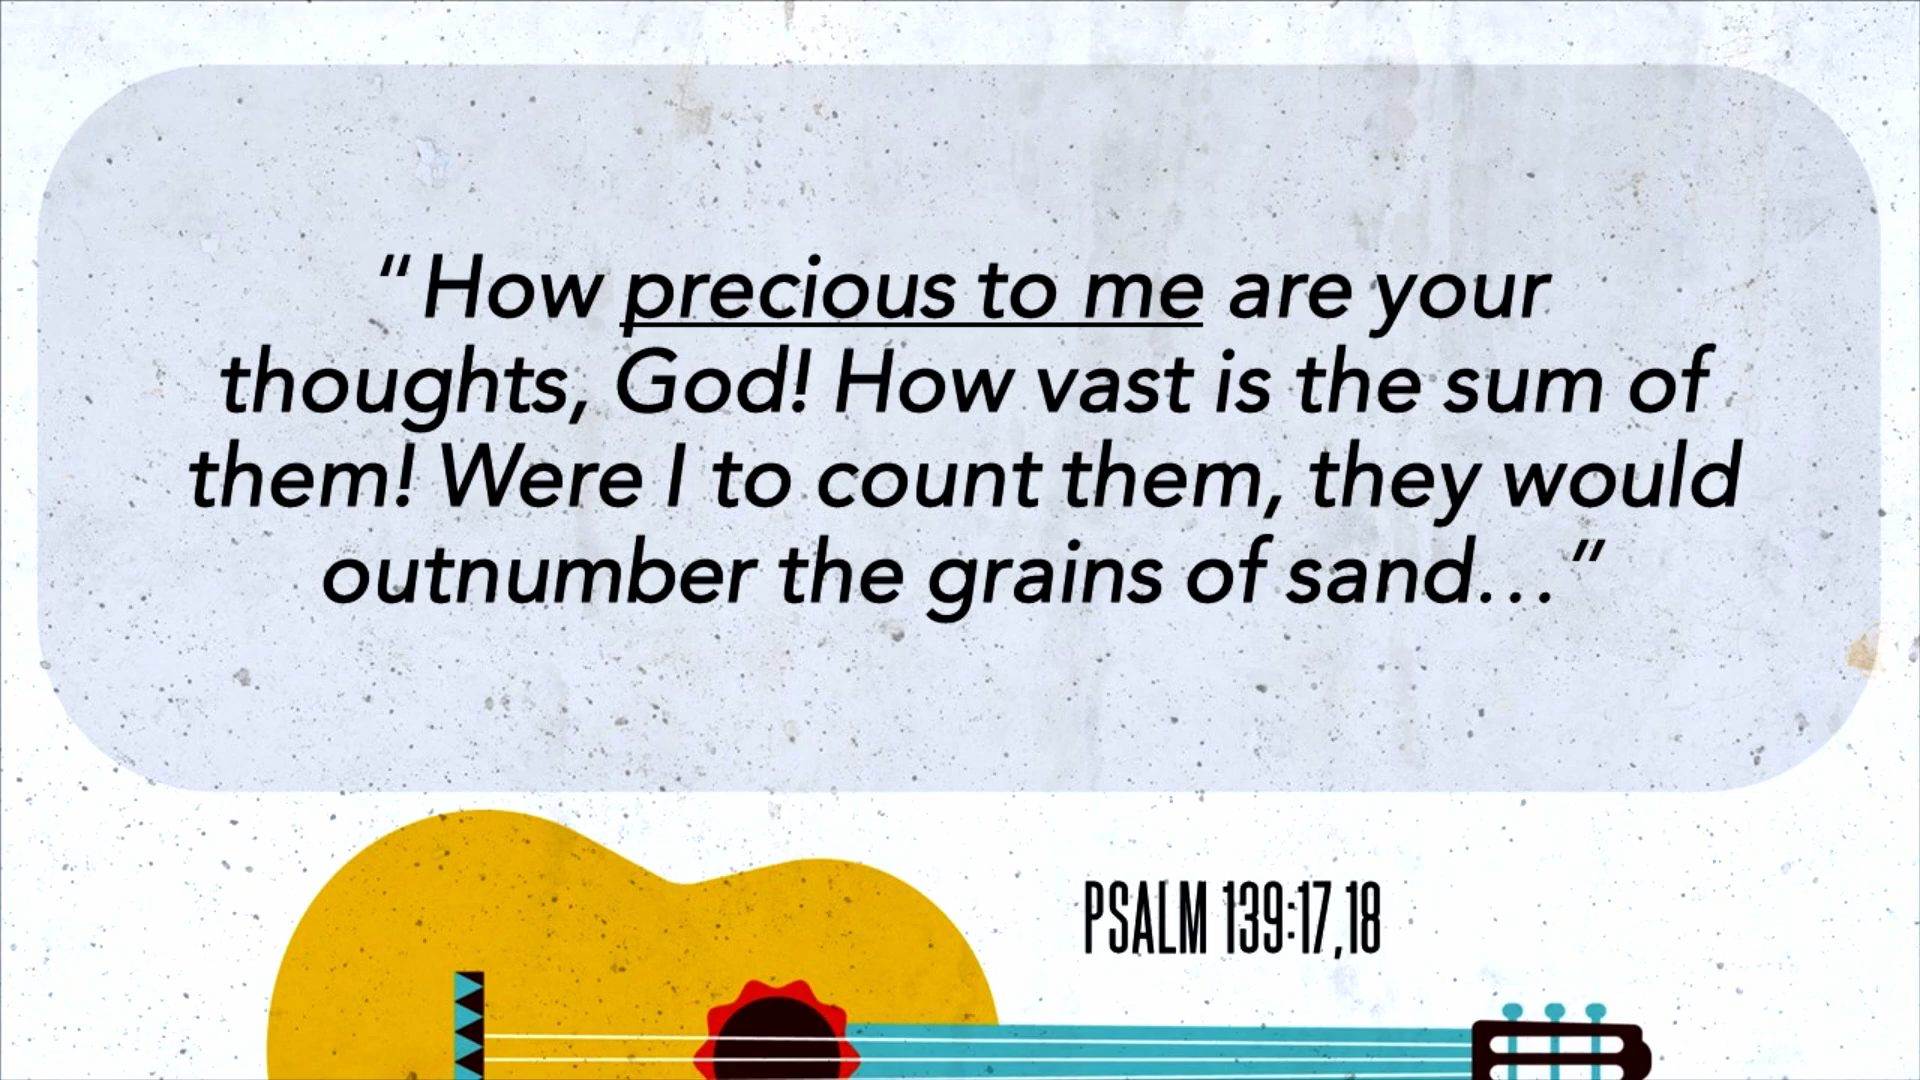 “How precious to me are your
thoughts, God! How vast is the sum of
them! Were I to count them, they would
outnumber the grains of sand…”
PSALM 139:17,18